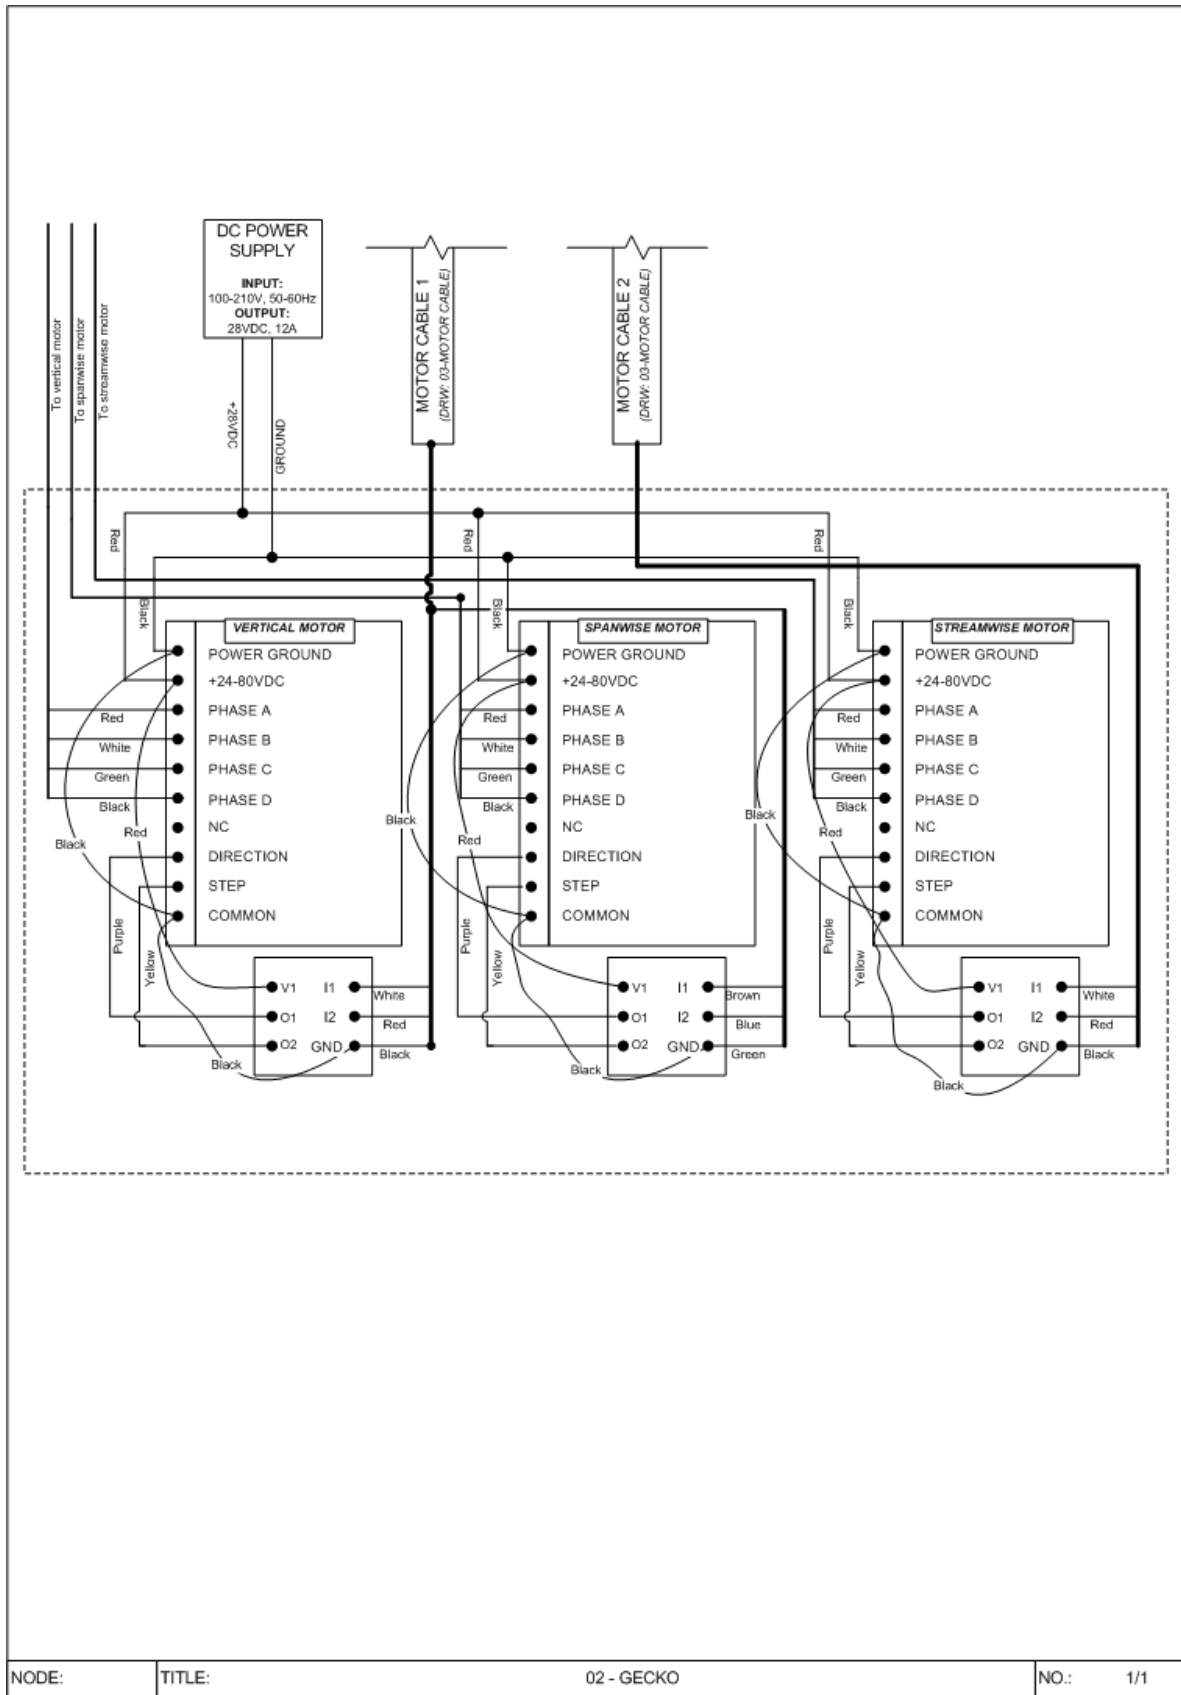 DC POWER
SUPPLY
INPUT:
100-210V, 50-60Hz
OUTPUT:
28VDC, 12A
MOTOR CABLE 1
(DRW: 03-MOTOR CABLE)
MOTOR CABLE 2
(DRW: 03-MOTOR CABLE)
To vertical motor
To spanwise motor
To streamwise motor
+28VDC
GROUND
Red
Red
Red
Black
Black
Black
VERTICAL MOTOR
POWER GROUND
+24-80VDC
PHASE A
PHASE B
PHASE C
PHASE D
NC
DIRECTION
STEP
COMMON
Red
White
Green
Black
Red
Black
Purple
Yellow
V1 I1
O1 I2
O2 GND
White
Red
Black
Black
SPANWISE MOTOR
POWER GROUND
+24-80VDC
PHASE A
PHASE B
PHASE C
PHASE D
NC
DIRECTION
STEP
COMMON
Red
White
Green
Black
Black
Red
Purple
Yellow
V1 I1
O1 I2
O2 GND
Brown
Blue
Green
Black
STREAMWISE MOTOR
POWER GROUND
+24-80VDC
PHASE A
PHASE B
PHASE C
PHASE D
NC
DIRECTION
STEP
COMMON
Red
White
Green
Black
Black
Red
Purple
Yellow
V1 I1
O1 I2
O2 GND
White
Red
Black
Black
NODE: TITLE: 02 - GECKO NO.: 1/1